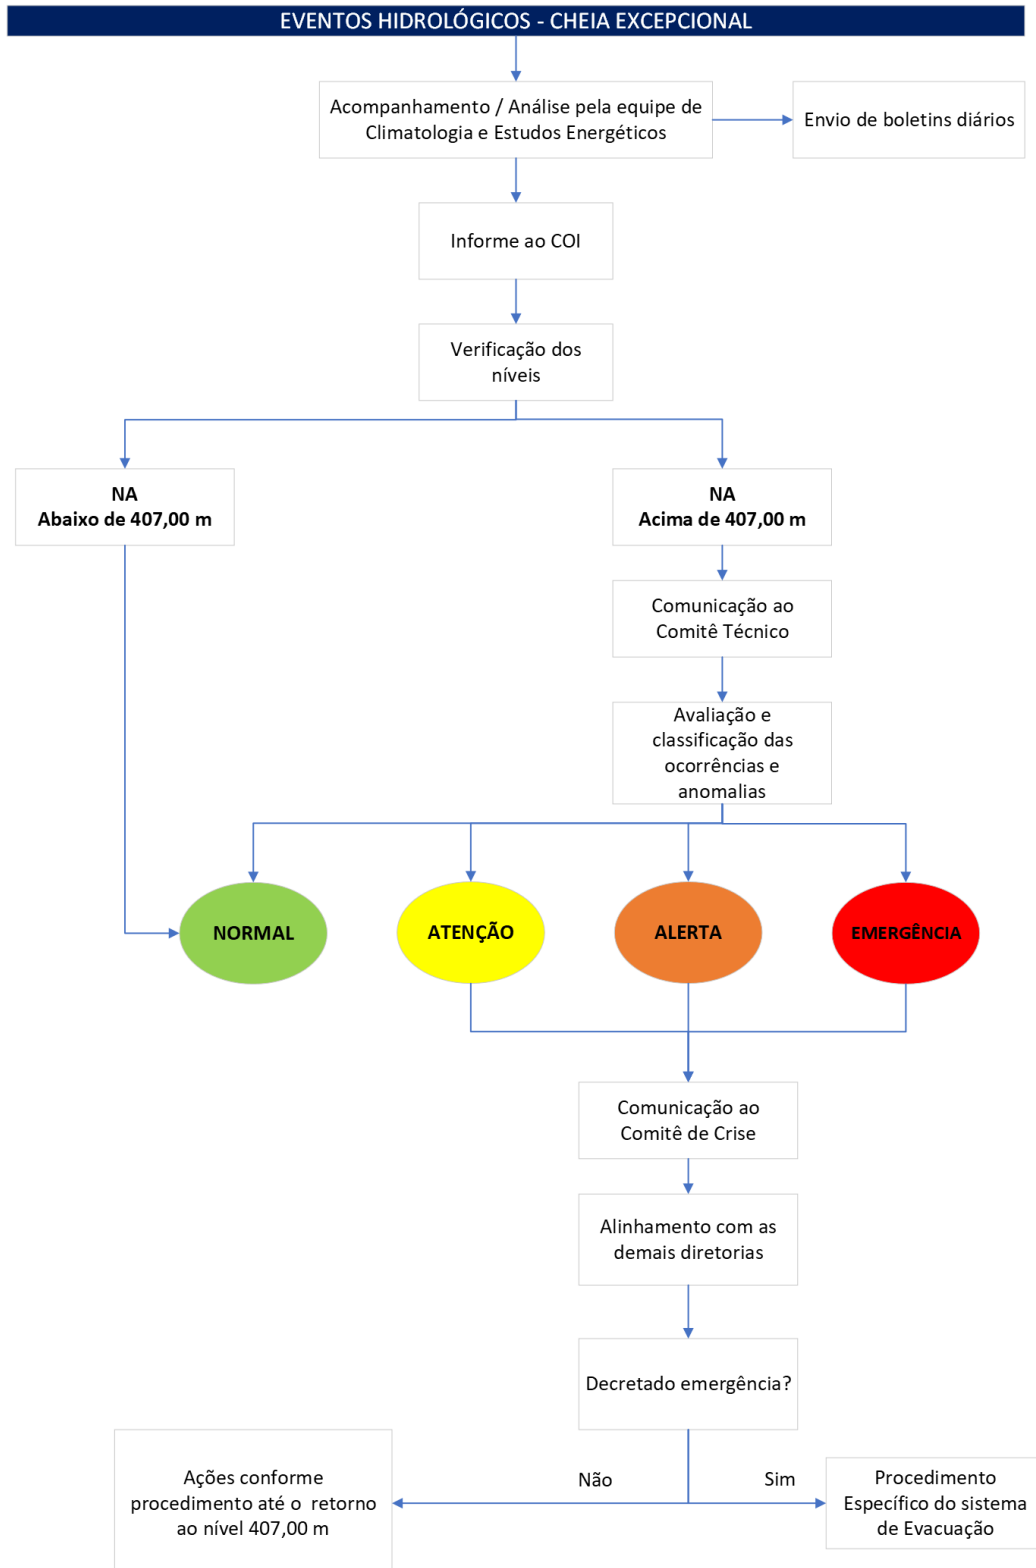 EVENTOS HIDROLÓGICOS - CHEIA EXCEPCIONAL
Acompanhamento / Análise pela equipe de
Climatologia e Estudos Energéticos
Envio de boletins diários
Informe ao COI
Verificação dos
níveis
NA
Abaixo de 407,00 m
NA
Acima de 407,00 m
Comunicação ao
Comitê Técnico
Avaliação e
classificação das
ocorrências e
anomalias
NORMAL
ATENÇÃO
ALERTA
EMERGÊNCIA
Comunicação ao
Comitê de Crise
Alinhamento com as
demais diretorias
Decretado emergência?
Não
Sim
Ações conforme
procedimento até o retorno
ao nível 407,00 m
Procedimento
Específico do sistema
de Evacuação